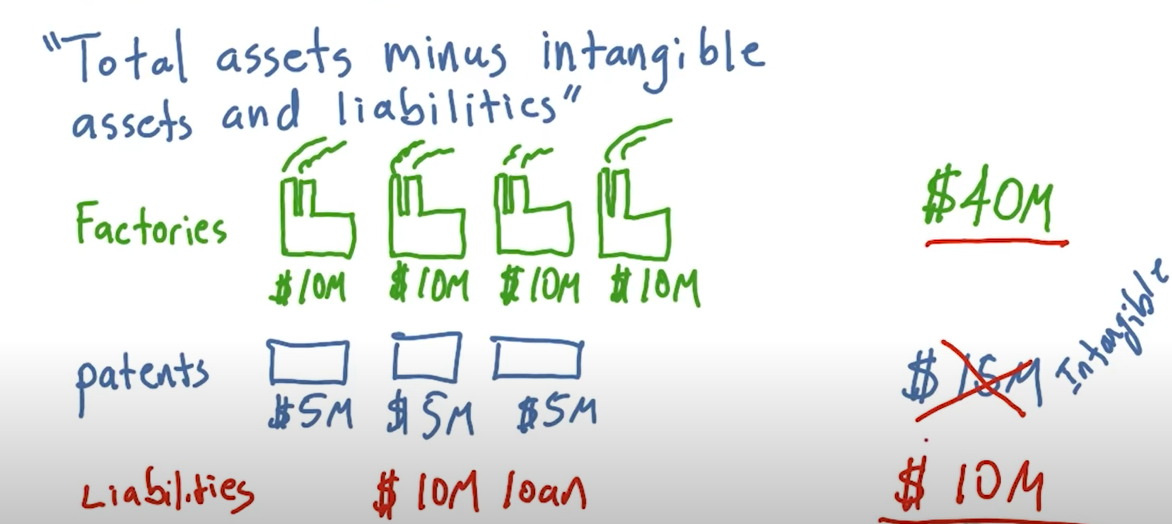 "Total assets minus intangible
assets and liabilities"
Factories
$40M
$10M $10M $10M $10M
patents
$15M Intangible
$5M $5M $5M
Liabilities $10M loan $10M